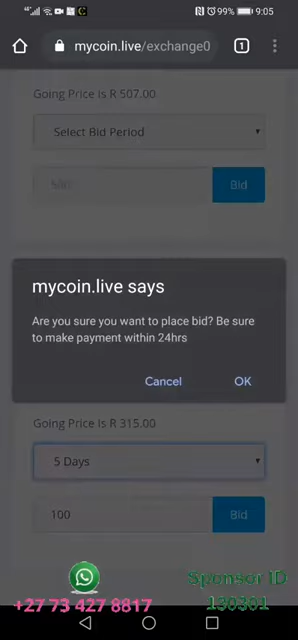 99% 9:05
mycoin.live/exchange0
1
Going Price Is R 507.00
Select Bid Period
500
Bid
mycoin.live says
Are you sure you want to place bid? Be sure
to make payment within 24hrs
Cancel OK
Going Price Is R 315.00
5 Days
100
Bid
Sponsor ID
+27 73 427 8817
130301